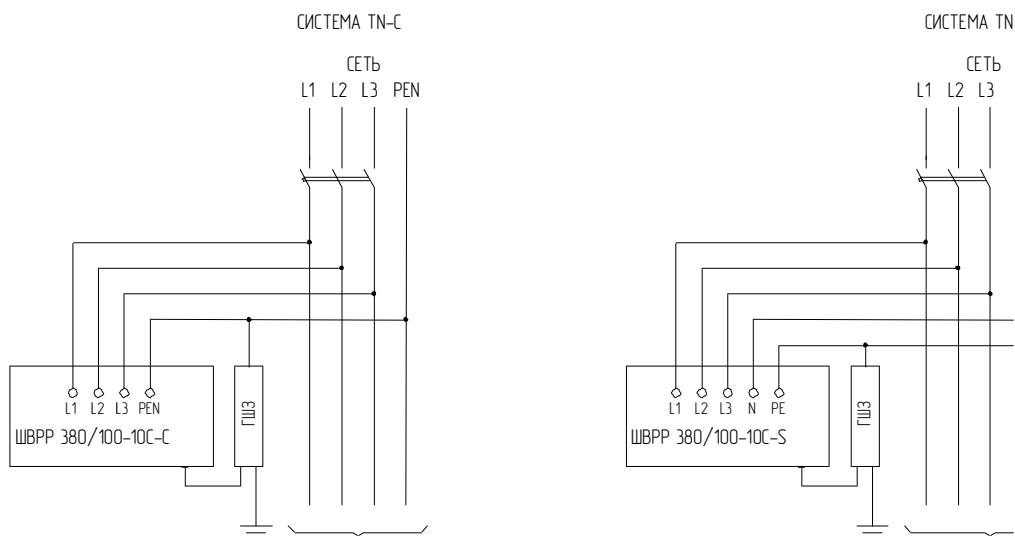 СИСТЕМА TN-C
СЕТЬ
L1 L2 L3 PEN
L1 L2 L3 PEN
ШВРР 380/100-10С-С
ГШЗ
СИСТЕМА TN
СЕТЬ
L1 L2 L3
L1 L2 L3 N PE
ШВРР 380/100-10С-S
ГШЗ